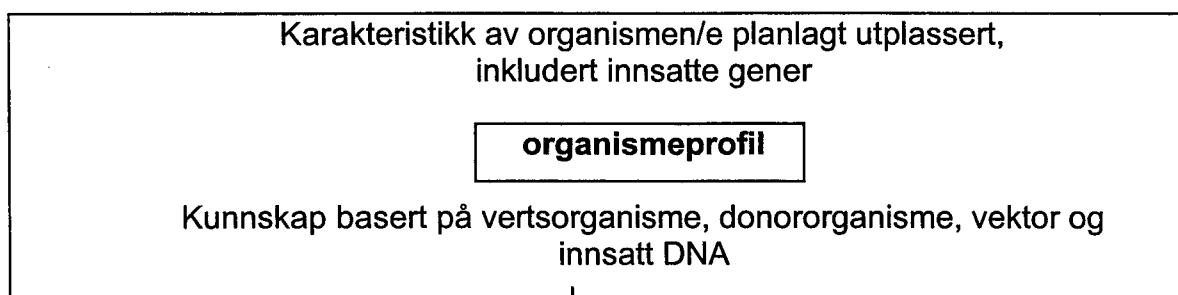 Karakteristikk av organismen/e planlagt utplassert,
inkludert innsatte gener
organismeprofil
Kunnskap basert på vertsorganisme, donororganisme, vektor og
innsatt DNA